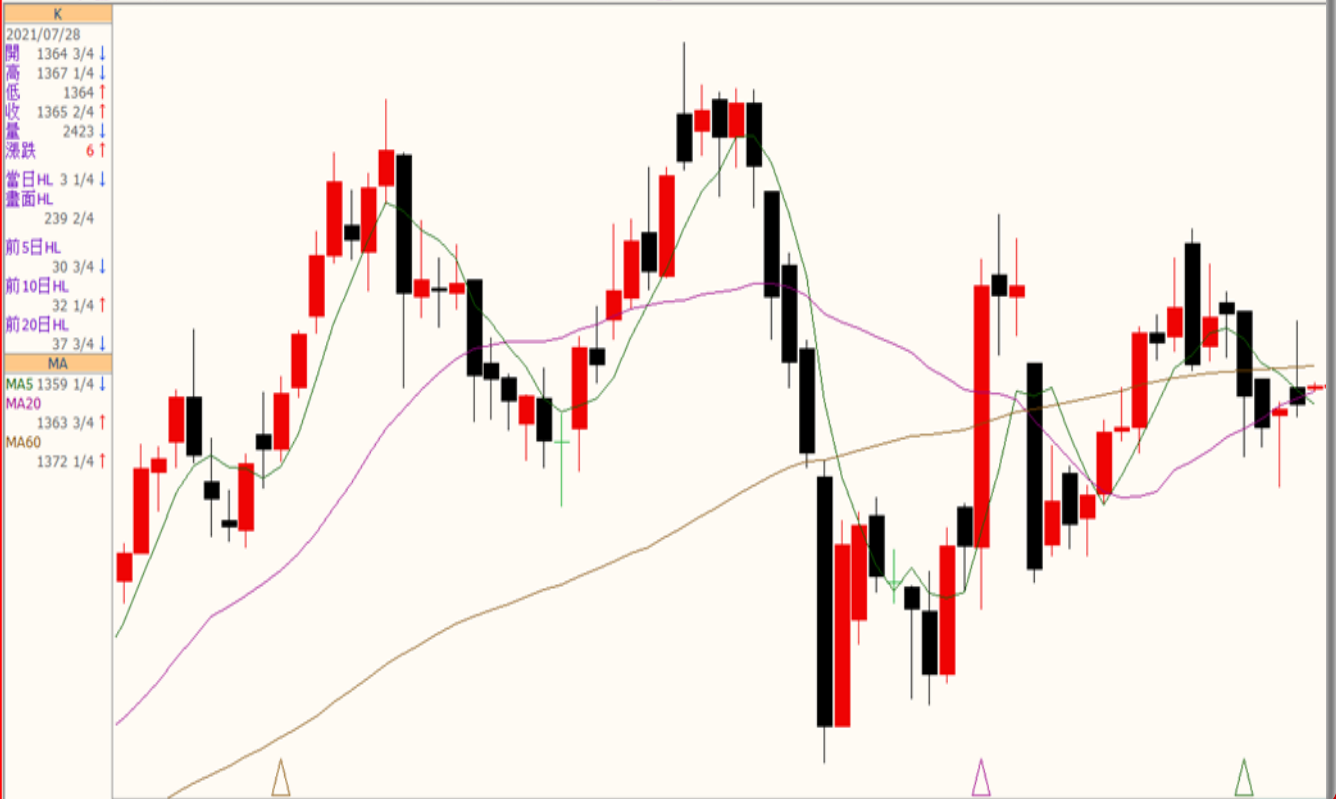 K
2021/07/28
開 1364 3/4 ↓
高 1367 1/4 ↓
低 1364 ↑
收 1365 2/4 ↑
量 2423 ↓
漲跌 6 ↑
當日HL 3 1/4 ↓
畫面HL
239 2/4
前5日HL
30 3/4 ↓
前10日HL
32 1/4 ↑
前20日HL
37 3/4 ↓
MA
MA5 1359 1/4 ↓
MA20
1363 3/4 ↑
MA60
1372 1/4 ↑